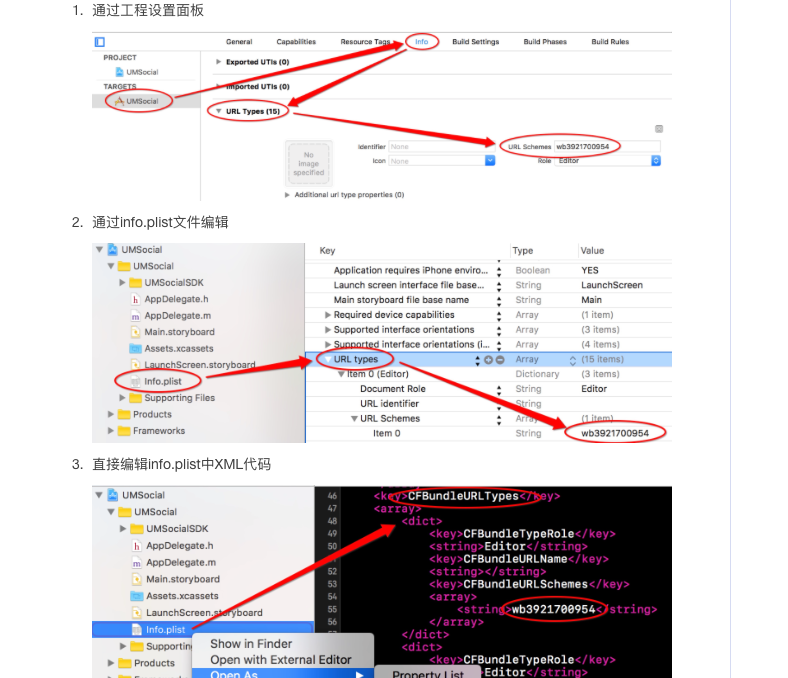 1. 通过工程设置面板
General Capabilities Resource Tags Info Build Settings Build Phases Build Rules
PROJECT
UMSocial
TARGETS
UMSocial
Exported UTIs (0)
Imported UTIs (0)
URL Types (15)
No image specified
Identifier None
URL Schemes wb3921700954
Icon None
Role Editor
Additional url type properties (0)
2. 通过info.plist文件编辑
UMSocial
UMSocial
UMSocialSDK
AppDelegate.h
AppDelegate.m
Main.storyboard
Assets.xcassets
LaunchScreen.storyboard
Info.plist
Supporting Files
Products
Frameworks
Key Type Value
Application requires iPhone enviro... Boolean YES
Launch screen interface file base... String LaunchScreen
Main storyboard file base name String Main
Required device capabilities Array (1 item)
Supported interface orientations Array (3 items)
Supported interface orientations (i... Array (4 items)
URL types Array (15 items)
Item 0 (Editor) Dictionary (3 items)
Document Role String Editor
URL identifier String
URL Schemes Array (1 item)
Item 0 String wb3921700954
3. 直接编辑info.plist中XML代码
UMSocial
UMSocial
UMSocialSDK
AppDelegate.h
AppDelegate.m
Main.storyboard
Assets.xcassets
LaunchScreen.storyboard
Info.plist
Supporting
Products
46 <key>CFBundleURLTypes</key>
47 <array>
48 <dict>
49 <key>CFBundleTypeRole</key>
50 <string>Editor</string>
51 <key>CFBundleURLName</key>
52 <string></string>
53 <key>CFBundleURLSchemes</key>
54 <array>
55 <string>wb3921700954</string>
56 </array>
</dict>
<dict>
<key>CFBundleTypeRole</key>
<string>Editor</string>
Show in Finder
Open with External Editor
Open As
Property List